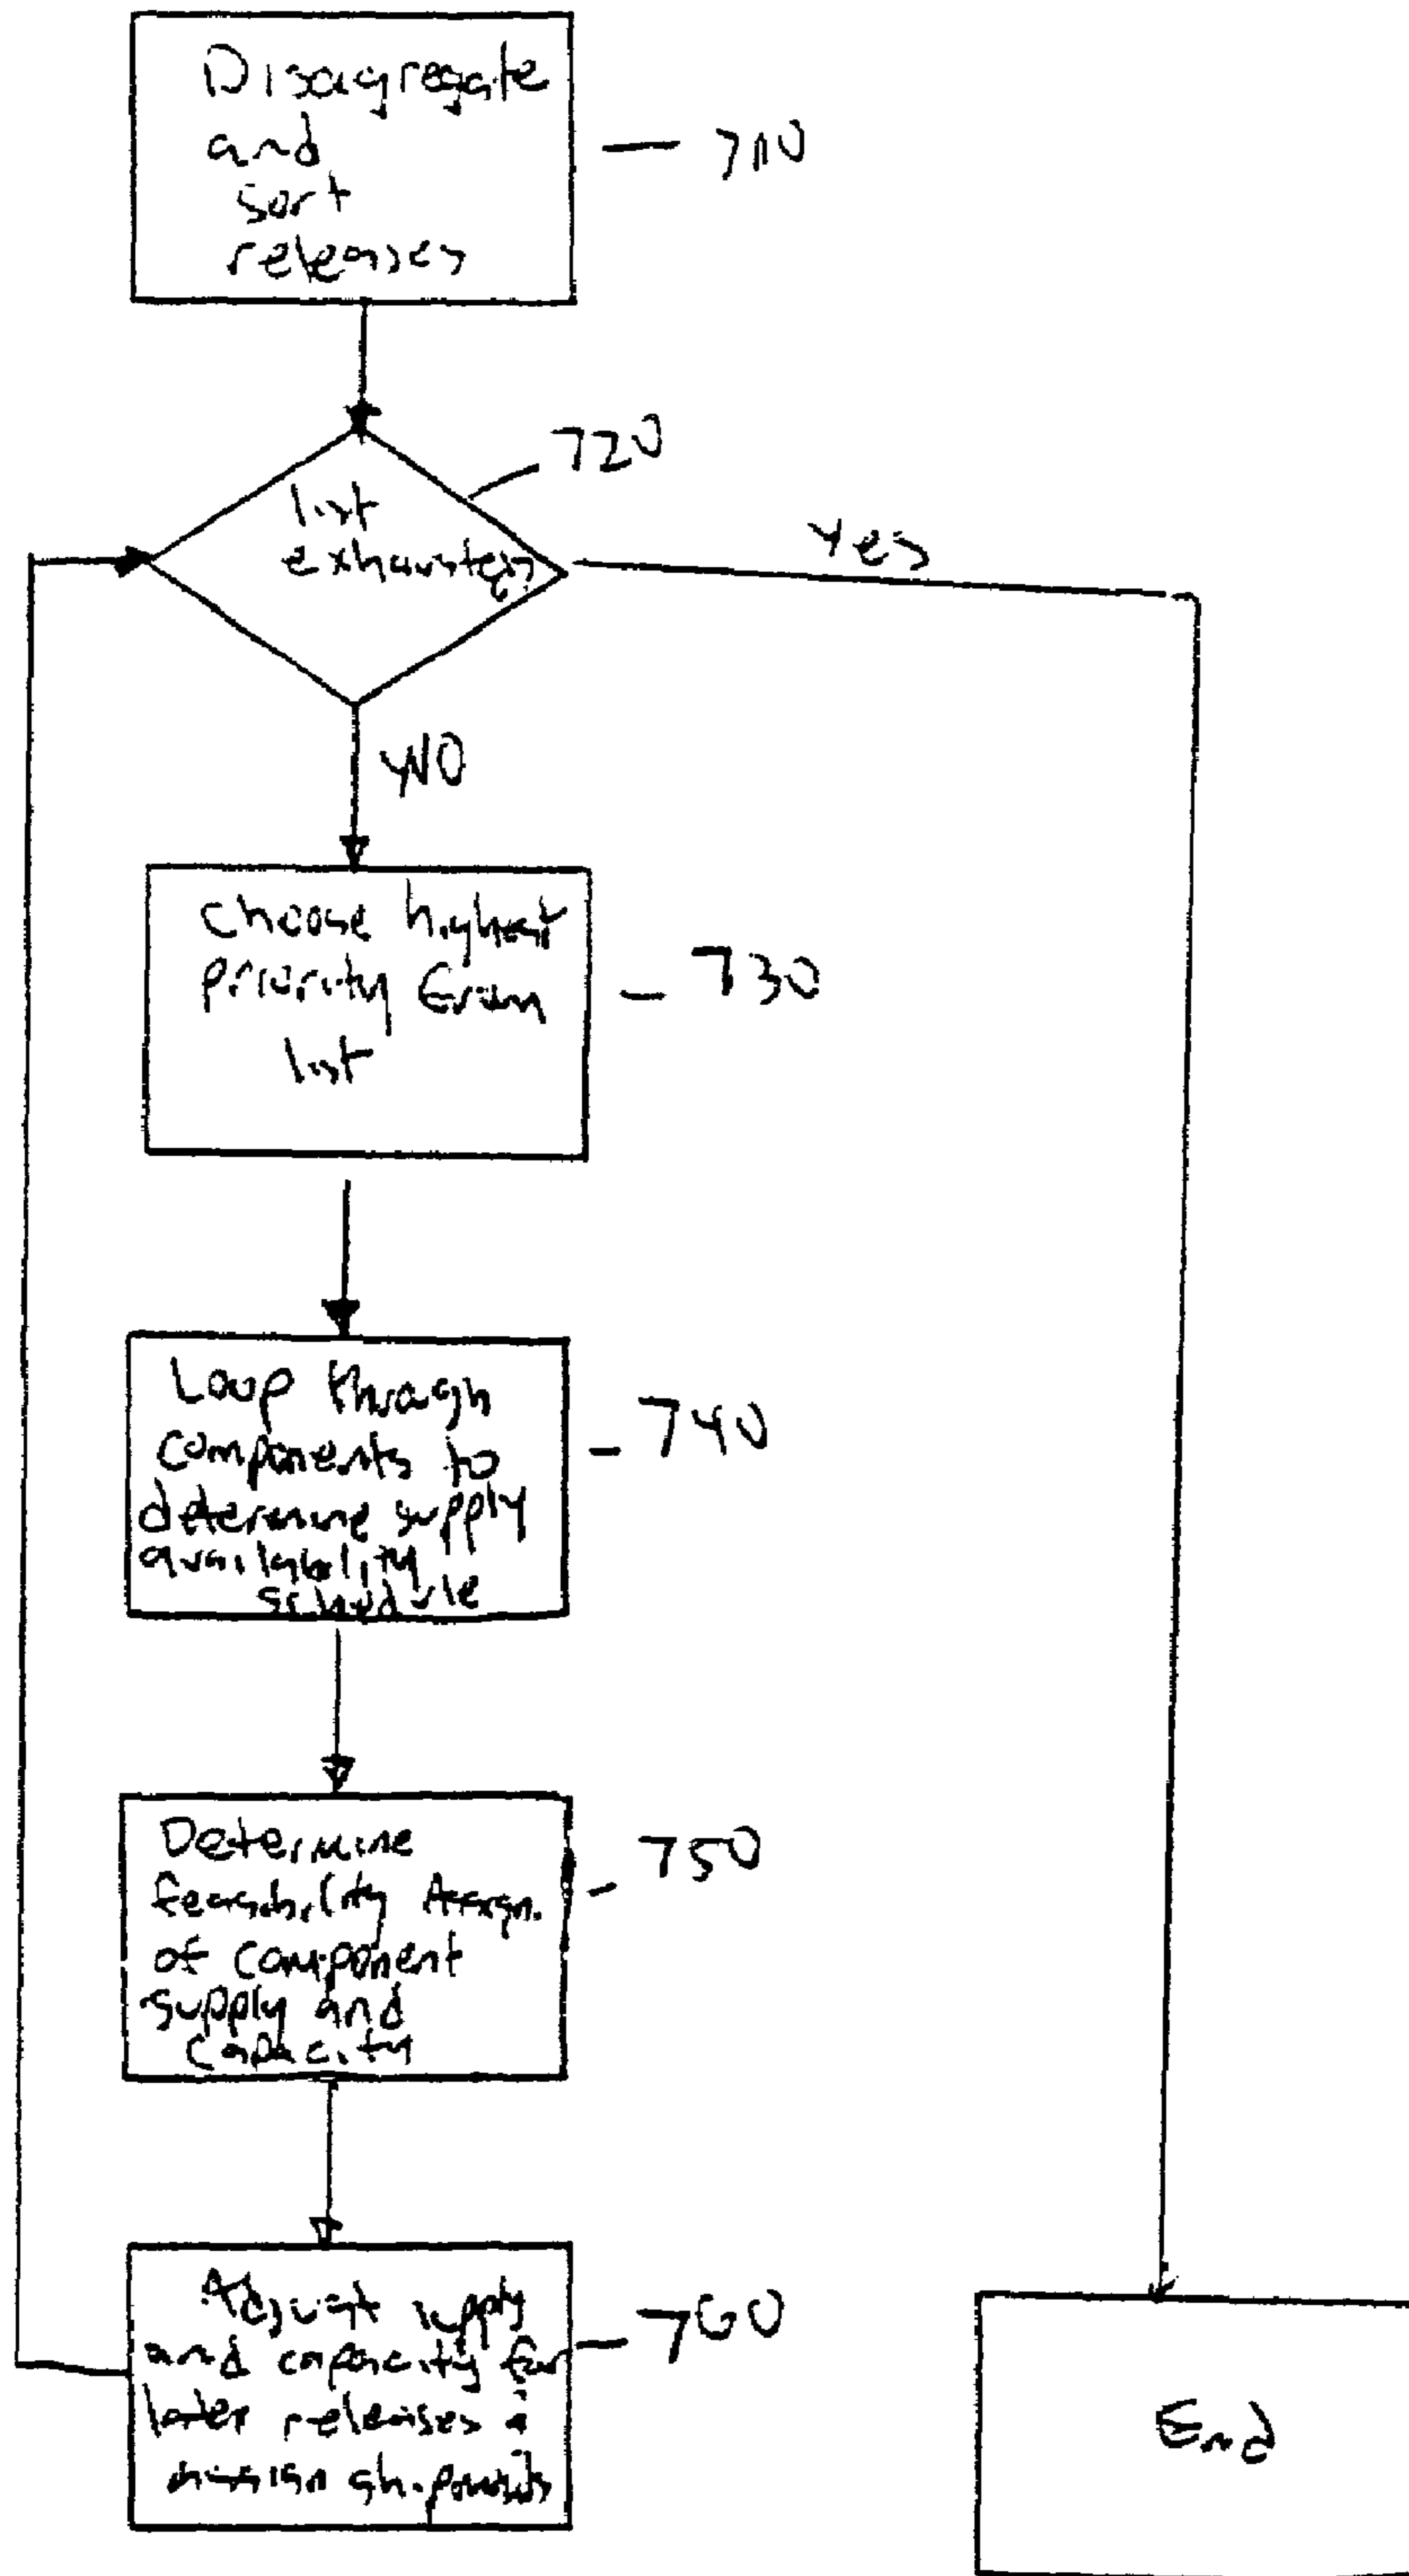 Disaggregate
and
sort
releases
710
720
list
exhausted?
Yes
NO
Choose highest
priority from
list
730
Loop through
components to
determine supply
availability
schedule
740
Determine
feasibility Assign.
of component
supply and
capacity
750
Adjust supply
and capacity for
later releases &
assign shipments
760
End